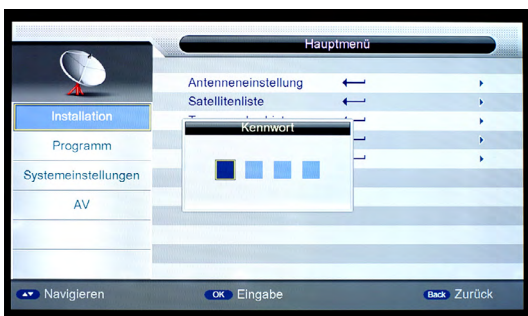 Hauptmenü
Antenneneinstellung
Satellitenliste
Kennwort
Installation
Programm
Systemeinstellungen
AV
Navigieren
OK Eingabe
Back Zurück